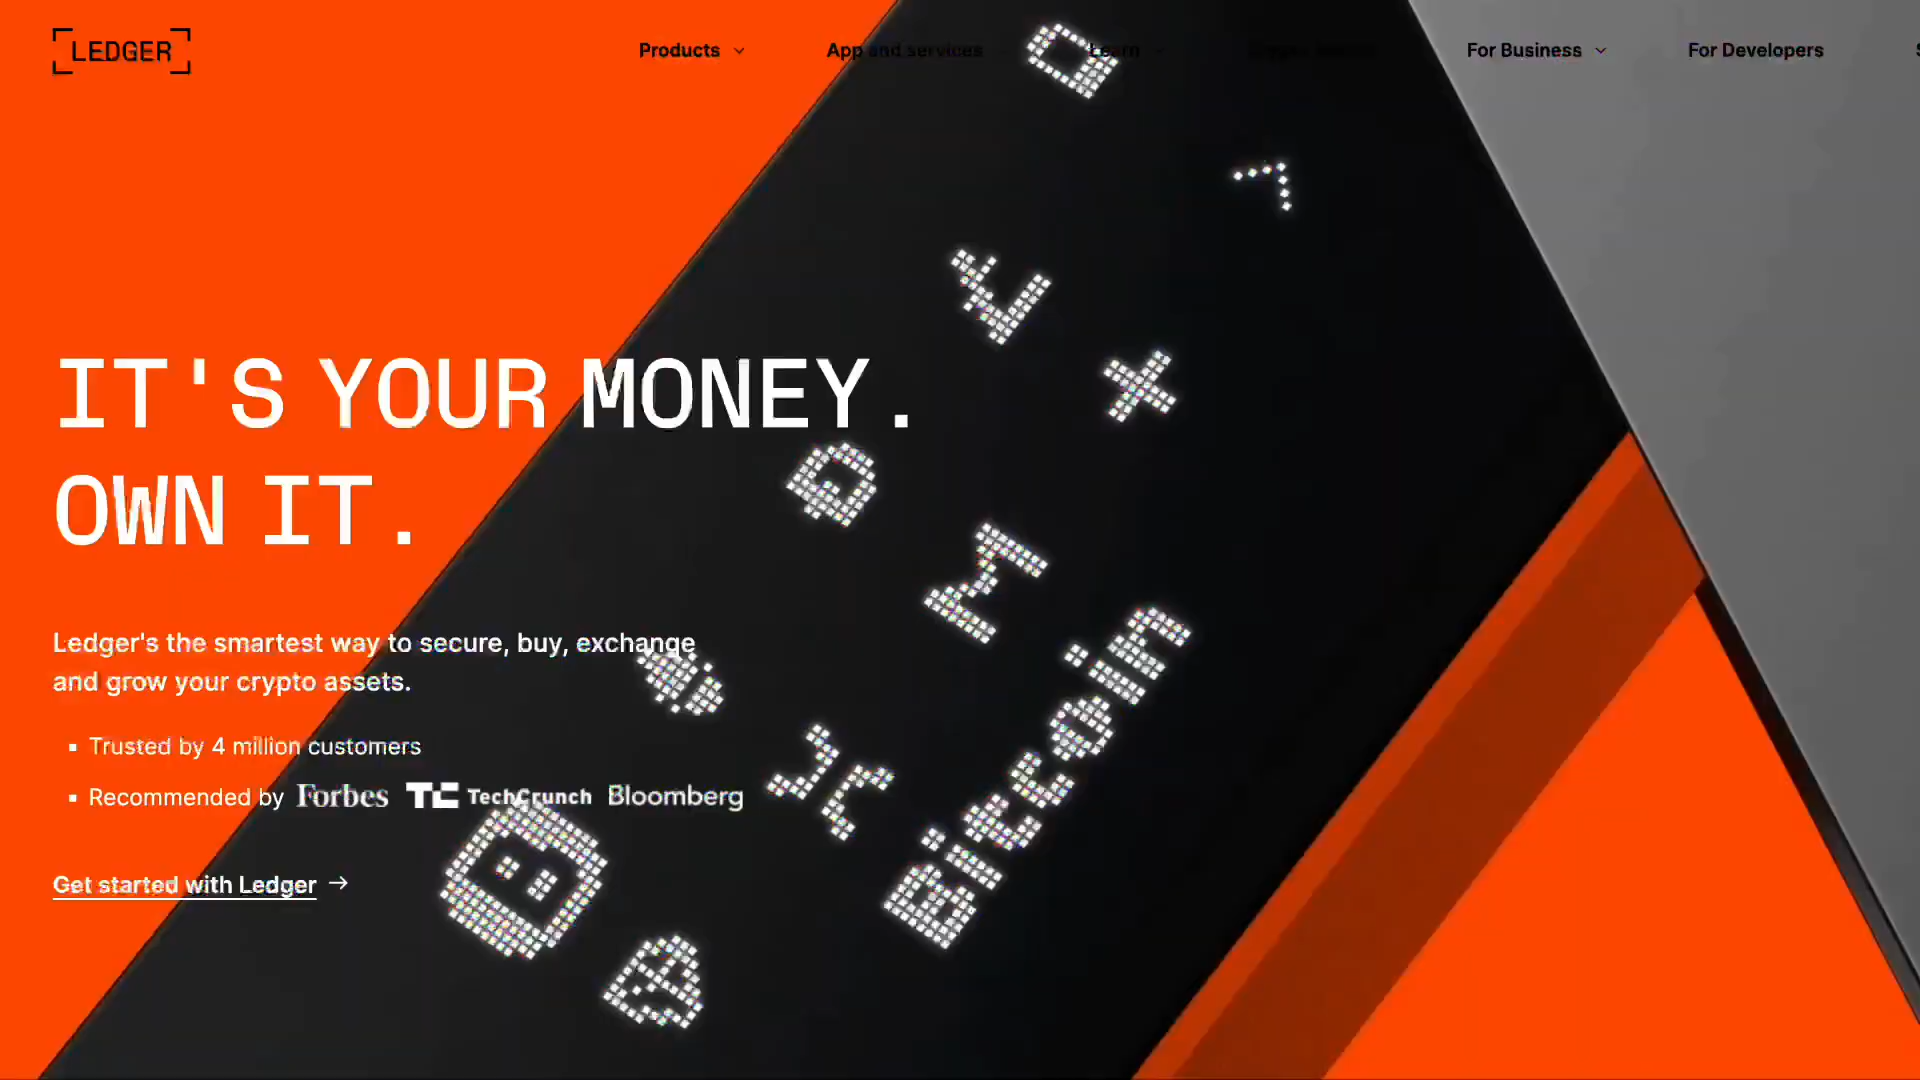 LEDGER
Products
App and services
Learn
For Business
For Developers
IT'S YOUR MONEY.
OWN IT.
Ledger's the smartest way to secure, buy, exchange
and grow your crypto assets.
Trusted by 4 million customers
Recommended by Forbes TC TechCrunch Bloomberg
Get started with Ledger →
Bitcoin